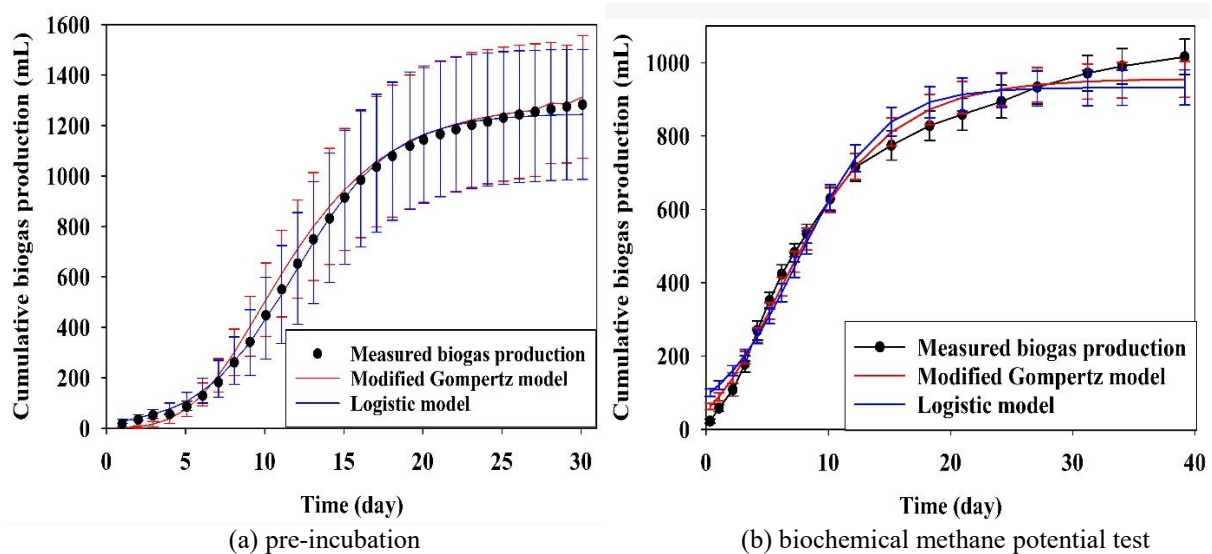 Cumulative biogas production (mL)
1600
1400
1200
1000
800
600
400
200
0
0
5
10
15
20
25
30
Time (day)
Measured biogas production
Modified Gompertz model
Logistic model
(a) pre-incubation
Cumulative biogas production (mL)
1000
800
600
400
200
0
0
10
20
30
40
Time (day)
Measured biogas production
Modified Gompertz model
Logistic model
(b) biochemical methane potential test